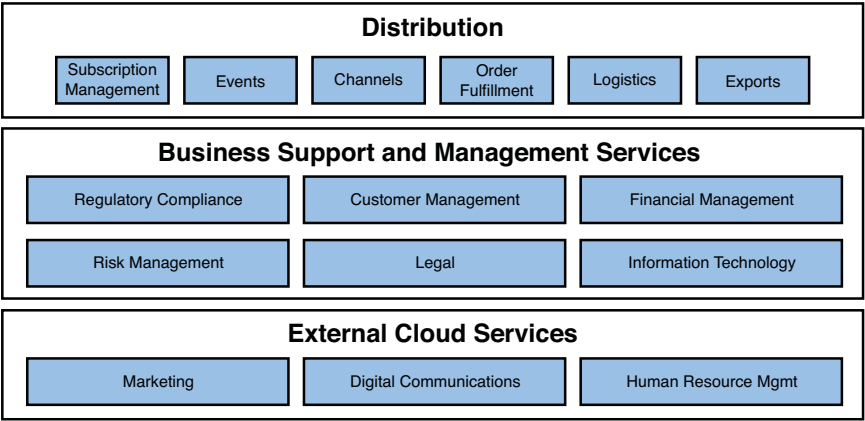 Distribution
Subscription
Management
Events
Channels
Order
Fulfillment
Logistics
Exports
Business Support and Management Services
Regulatory Compliance
Customer Management
Financial Management
Risk Management
Legal
Information Technology
External Cloud Services
Marketing
Digital Communications
Human Resource Mgmt